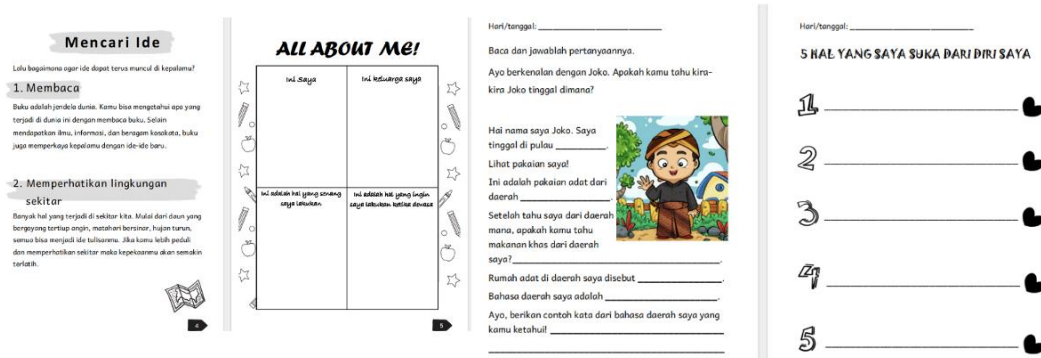 Mencari Ide
Lalu bagaimana agar ide dapat terus muncul di kepalamu?
1. Membaca
Buku adalah jendela dunia. Kamu bisa mengetahui apa yang
terjadi di dunia ini dengan membaca buku. Selain
mendapatkan ilmu, informasi, dan beragam kosakata, buku
juga memperkaya kepalamu dengan ide-ide baru.
2. Memperhatikan lingkungan
sekitar
Banyak hal yang terjadi di sekitar kita. Mulai dari daun yang
bergoyang tertiup angin, matahari bersinar, hujan turun,
semua bisa menjadi ide tulisanmu. Jika kamu lebih peduli
dan memperhatikan sekitar maka kepekaanmu akan semakin
terlatih.
4
ALL ABOUT ME!
Ini Saya
Ini keluarga saya
Ini adalah hal yang senang
saya lakukan
Ini adalah hal yang ingin
saya lakukan ketika dewasa
5
Hari/tanggal:
Baca dan jawablah pertanyaannya.
Ayo berkenalan dengan Joko. Apakah kamu tahu kira-
kira Joko tinggal dimana?
Hai nama saya Joko. Saya
tinggal di pulau
Lihat pakaian saya!
Ini adalah pakaian adat dari
daerah
Setelah tahu saya dari daerah
mana, apakah kamu tahu
makanan khas dari daerah
saya?
Rumah adat di daerah saya disebut
Bahasa daerah saya adalah
Ayo, berikan contoh kata dari bahasa daerah saya yang
kamu ketahui!
Hari/tanggal:
5 HAL YANG SAYA SUKA DARI DIRI SAYA
1
2
3
4
5